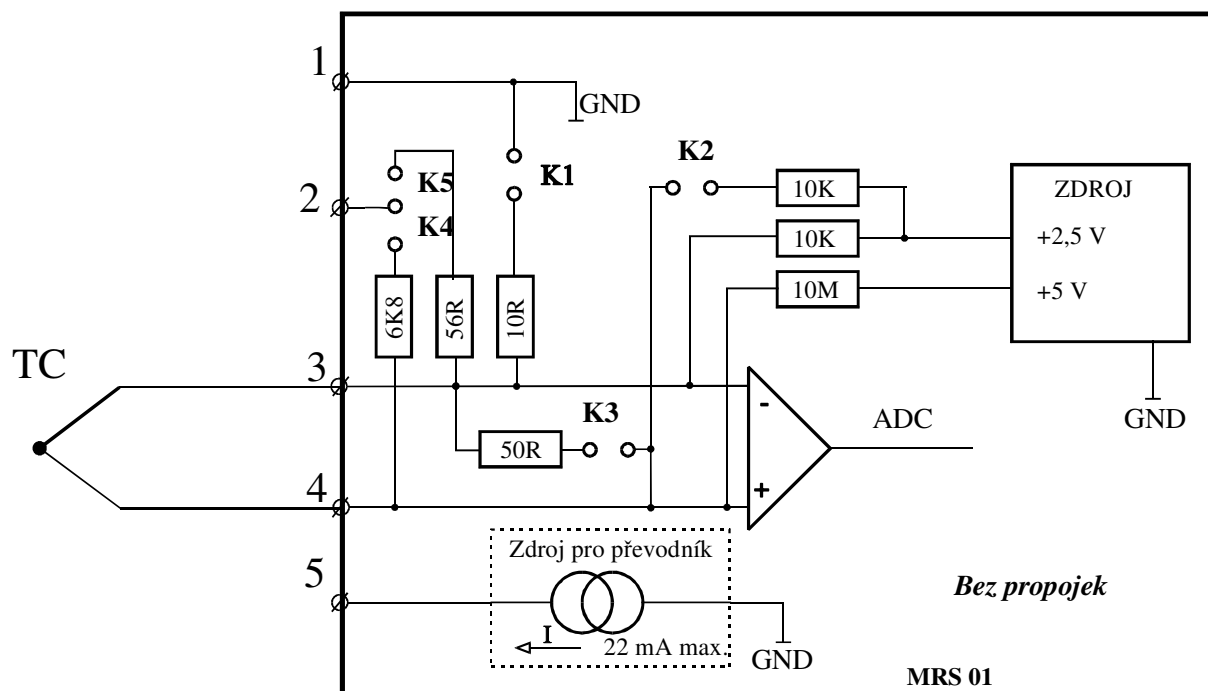 1
GND
K2
K5
K1
10K
ZDROJ
2
K4
10K
+2,5 V
10M
+5 V
6K8
56R
10R
TC
3
K3
-
ADC
GND
50R
4
+
Zdroj pro převodník
5
Bez propojek
I
22 mA max.
GND
MRS 01